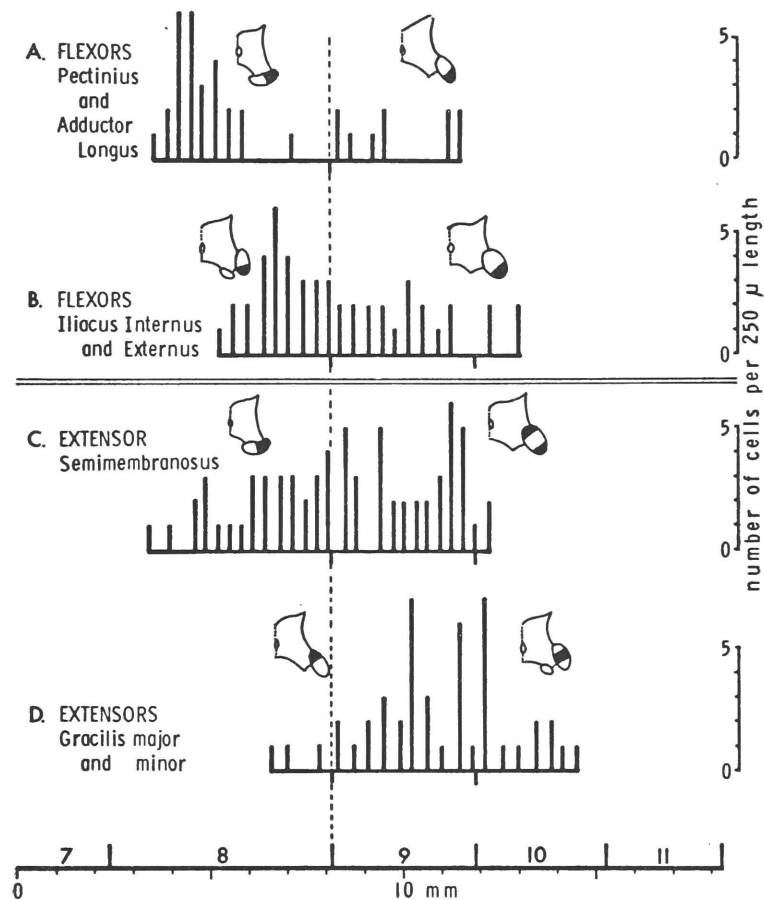 A. FLEXORS
Pectinius
and
Adductor
Longus
5
0
B. FLEXORS
Iliacus Internus
and Externus
5
0
C. EXTENSOR
Semimembranosus
5
0
D. EXTENSORS
Gracilis major
and minor
5
0
number of cells per 250 μ length
7 8 9 10 11
0 10 mm